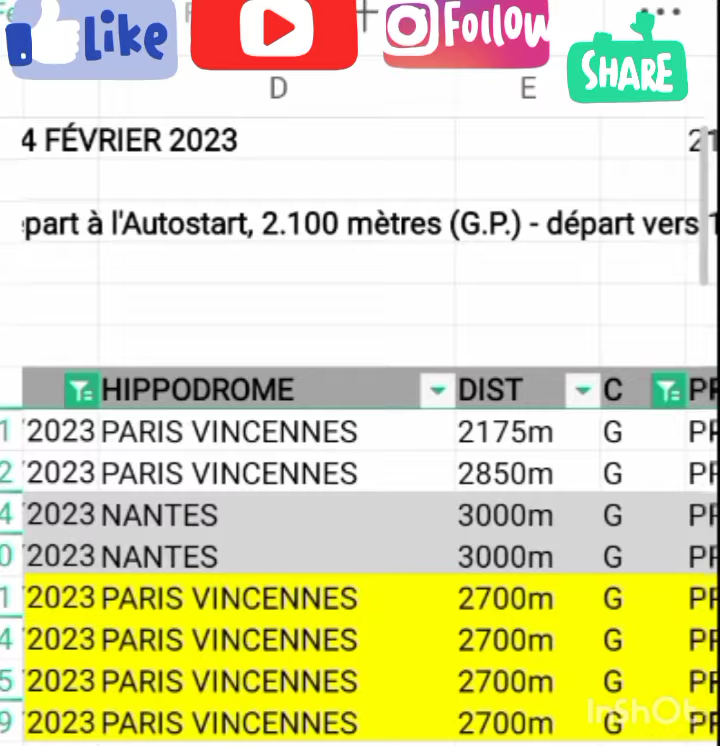 Like
Follow
SHARE
D E
4 FÉVRIER 2023
part à l'Autostart, 2.100 mètres (G.P.) - départ vers
HIPPODROME DIST C
2023 PARIS VINCENNES 2175m G
2023 PARIS VINCENNES 2850m G
2023 NANTES 3000m G
2023 NANTES 3000m G
2023 PARIS VINCENNES 2700m G
2023 PARIS VINCENNES 2700m G
2023 PARIS VINCENNES 2700m G
2023 PARIS VINCENNES 2700m G
InShOt